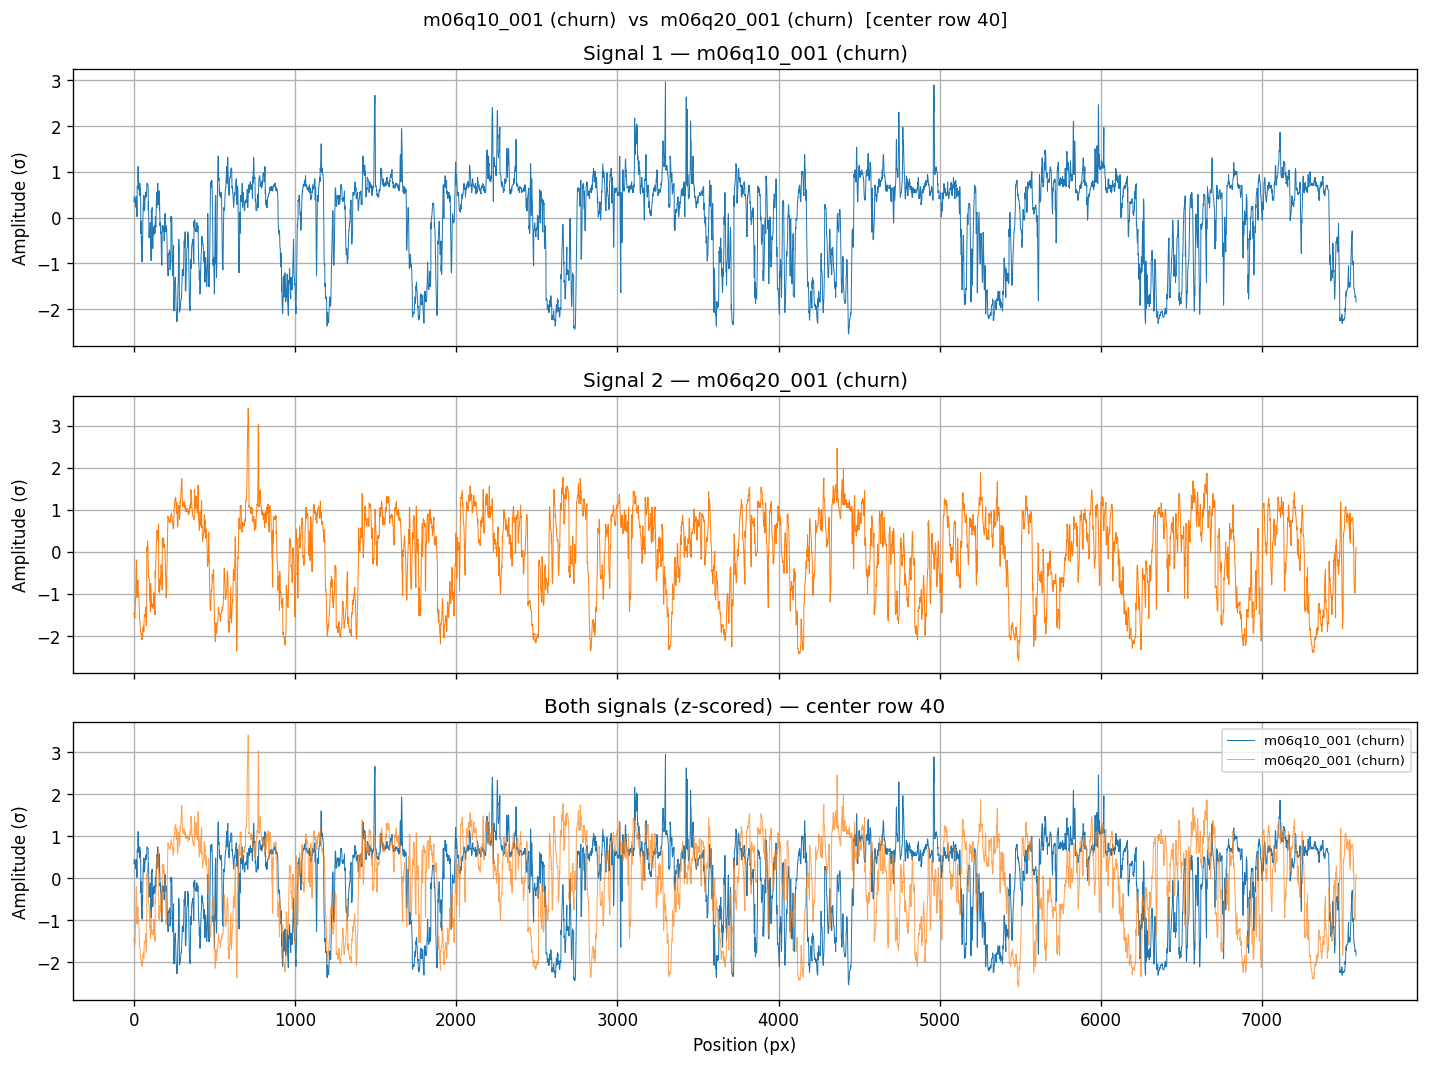 m06q10_001 (churn)  vs  m06q20_001 (churn)  [center row 40]
Signal 1 — m06q10_001 (churn)
Amplitude (σ)
3
2
1
0
−1
−2
Signal 2 — m06q20_001 (churn)
Amplitude (σ)
3
2
1
0
−1
−2
Both signals (z-scored) — center row 40
Amplitude (σ)
3
2
1
0
−1
−2
m06q10_001 (churn)
m06q20_001 (churn)
0 1000 2000 3000 4000 5000 6000 7000
Position (px)